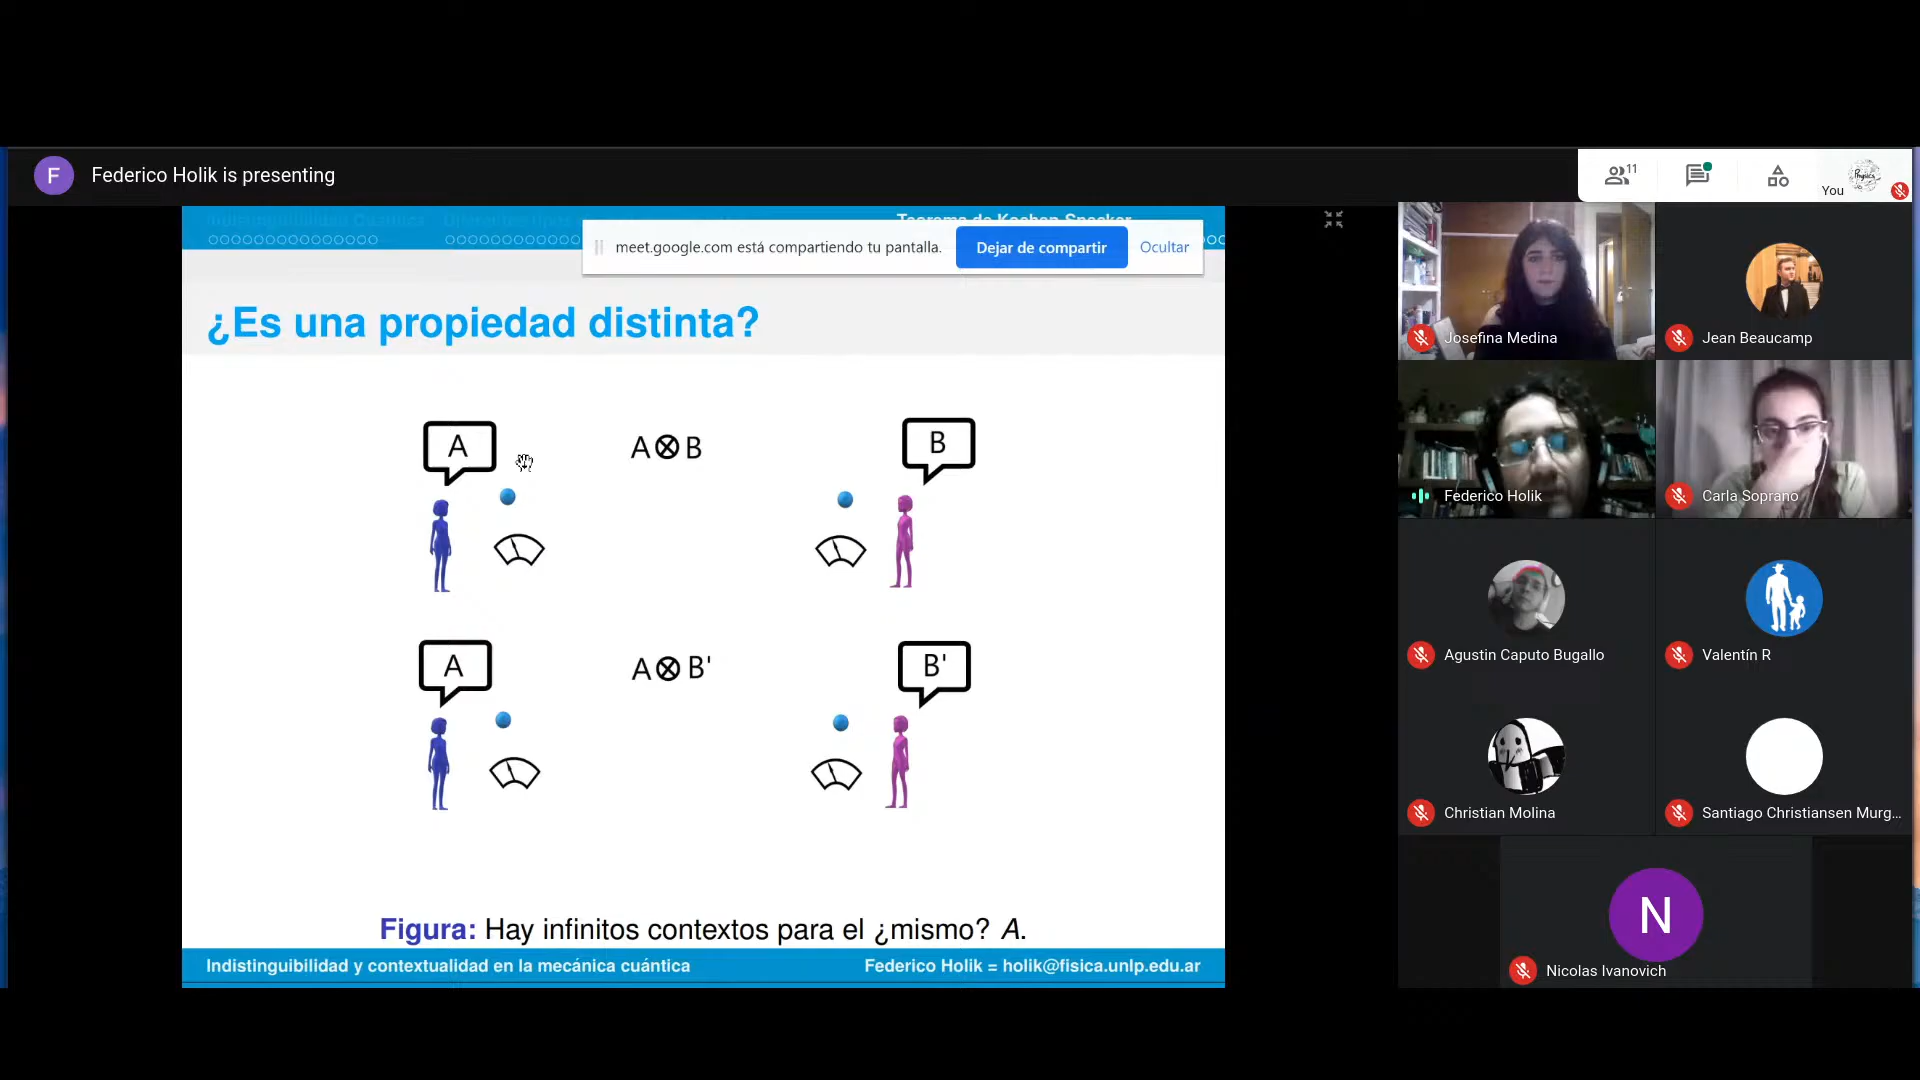 F Federico Holik is presenting
11
You
Physics
Teorema de Kochen-Specker
meet.google.com está compartiendo tu pantalla. Dejar de compartir Ocultar
¿Es una propiedad distinta?
A A⊗B B
A A⊗B' B'
Figura: Hay infinitos contextos para el ¿mismo? A.
Indistinguibilidad y contextualidad en la mecánica cuántica Federico Holik = holik@fisica.unlp.edu.ar
Josefina Medina Jean Beaucamp
Federico Holik Carla Soprano
Agustin Caputo Bugallo Valentín R
Christian Molina Santiago Christiansen Murg...
N
Nicolas Ivanovich